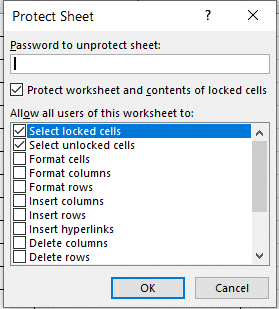 Protect Sheet ? ×
Password to unprotect sheet:
Protect worksheet and contents of locked cells
Allow all users of this worksheet to:
Select locked cells
Select unlocked cells
Format cells
Format columns
Format rows
Insert columns
Insert rows
Insert hyperlinks
Delete columns
Delete rows
OK Cancel